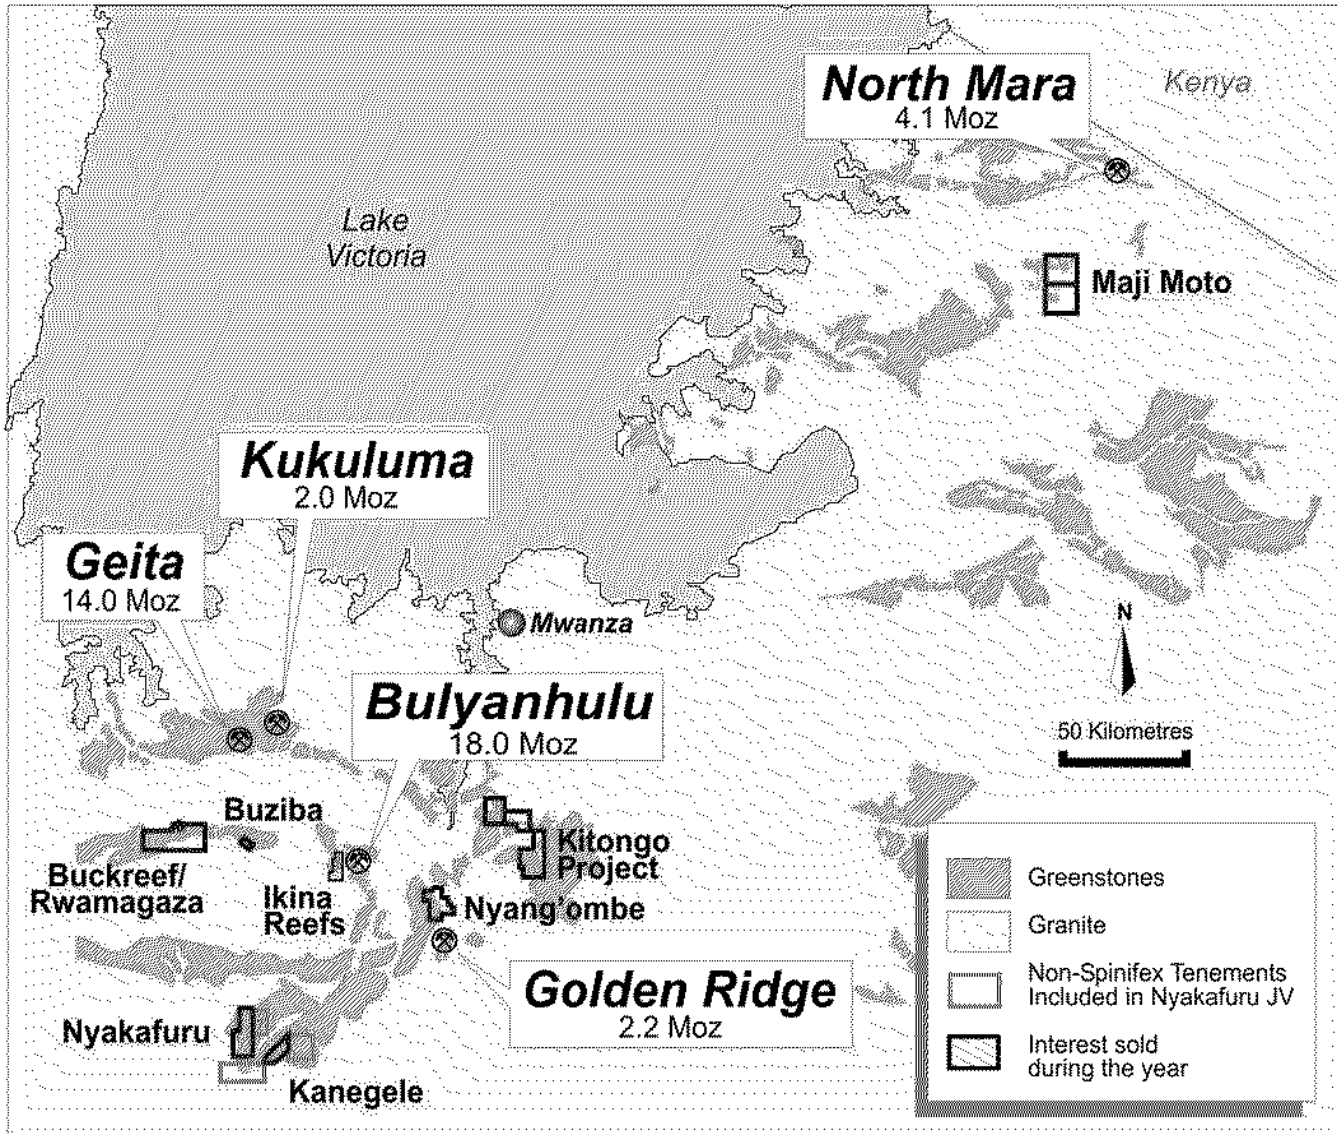 North Mara
4.1 Moz
Kenya
Lake
Victoria
Maji Moto
Kukuluma
2.0 Moz
Geita
14.0 Moz
Mwanza
N
Bulyanhulu
18.0 Moz
50 Kilometres
Buziba
Kitongo
Project
Buckreef/
Rwamagaza
Ikina
Reefs
Nyang'ombe
Golden Ridge
2.2 Moz
Nyakafuru
Kanegele
Greenstones
Granite
Non-Spinifex Tenements
Included in Nyakafuru JV
Interest sold
during the year